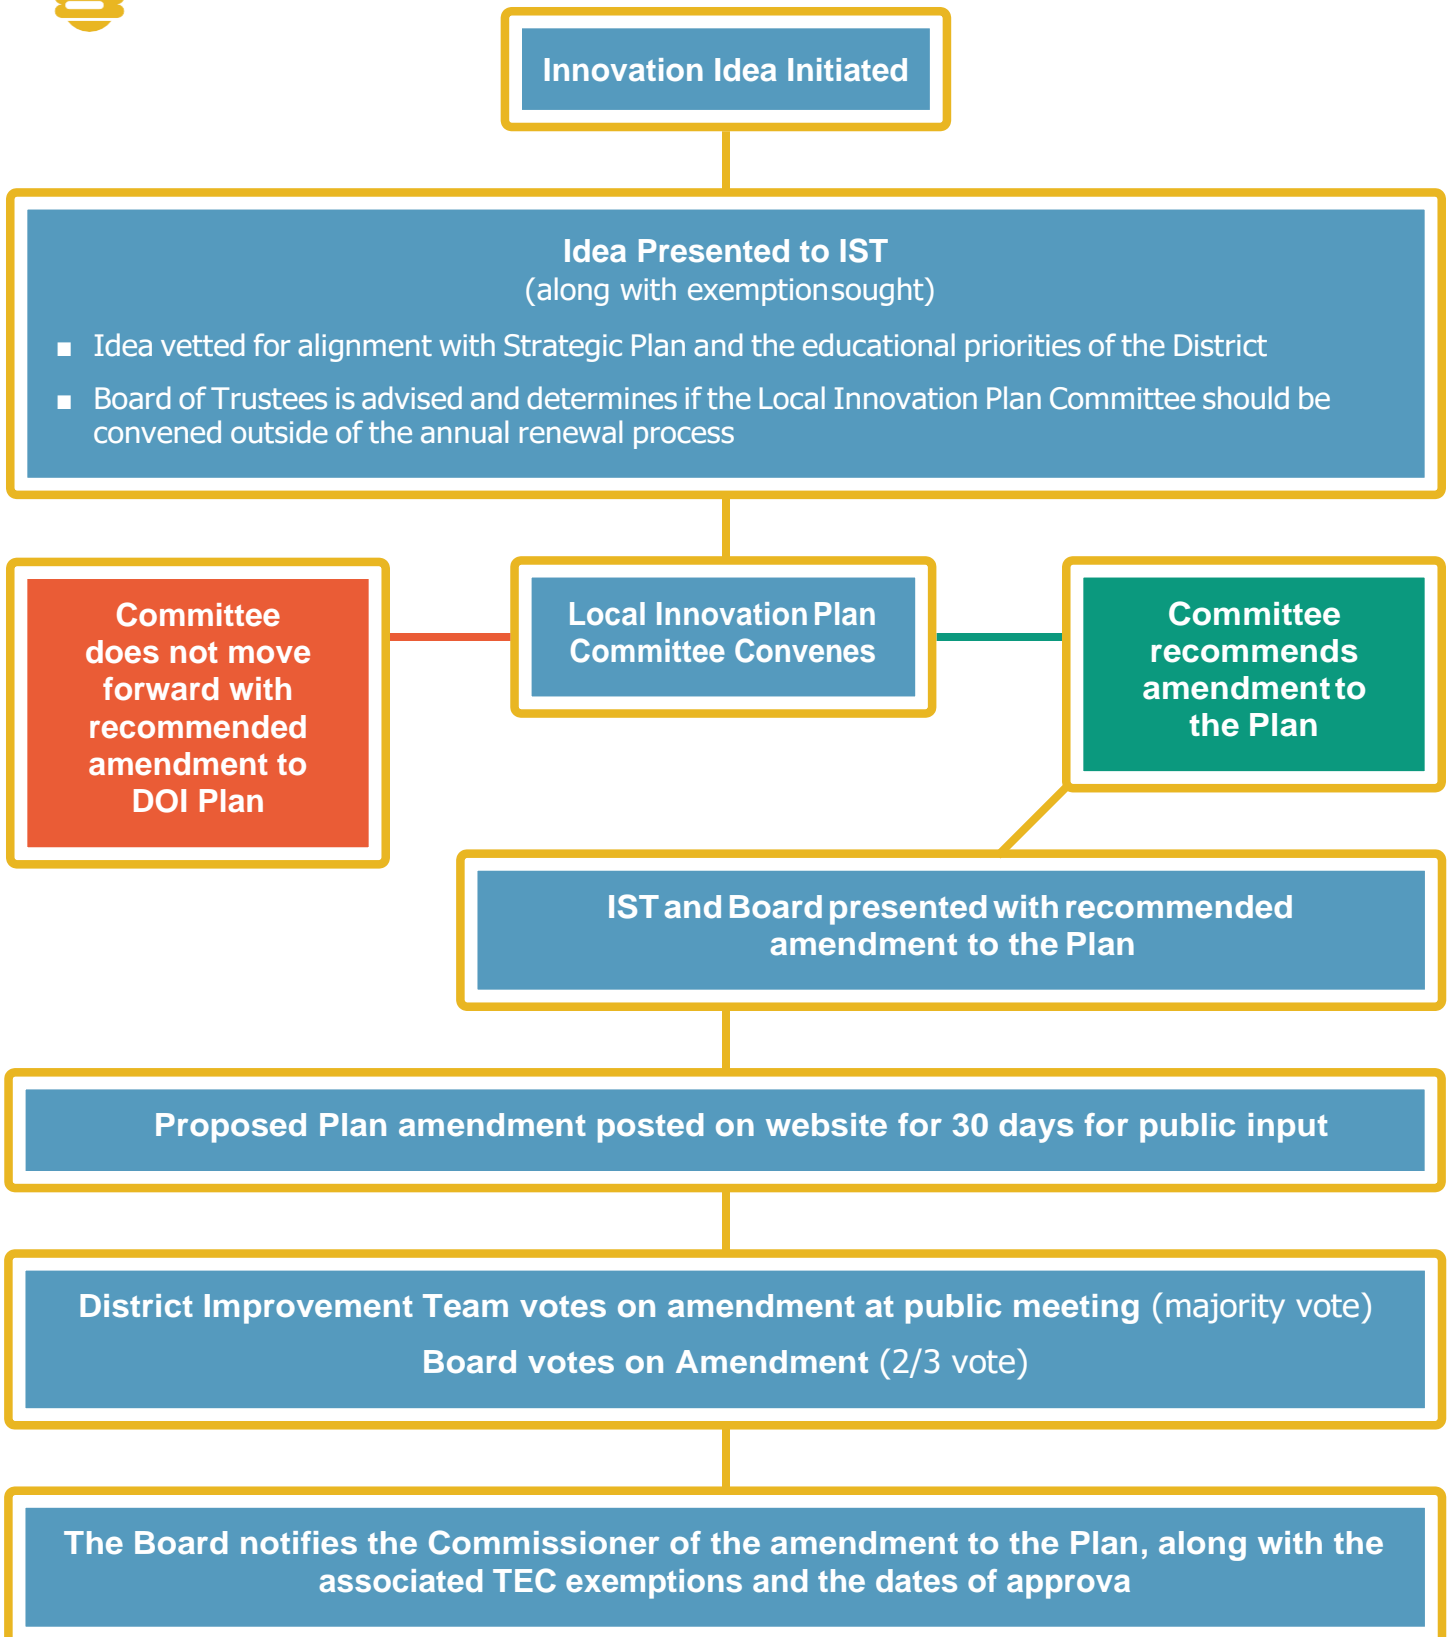 Innovation Idea Initiated
Idea Presented to IST
(along with exemption sought)
▪ Idea vetted for alignment with Strategic Plan and the educational priorities of the District
▪ Board of Trustees is advised and determines if the Local Innovation Plan Committee should be
convened outside of the annual renewal process
Committee
does not move
forward with
recommended
amendment to
DOI Plan
Local Innovation Plan
Committee Convenes
Committee
recommends
amendment to
the Plan
IST and Board presented with recommended
amendment to the Plan
Proposed Plan amendment posted on website for 30 days for public input
District Improvement Team votes on amendment at public meeting (majority vote)
Board votes on Amendment (2/3 vote)
The Board notifies the Commissioner of the amendment to the Plan, along with the
associated TEC exemptions and the dates of approva